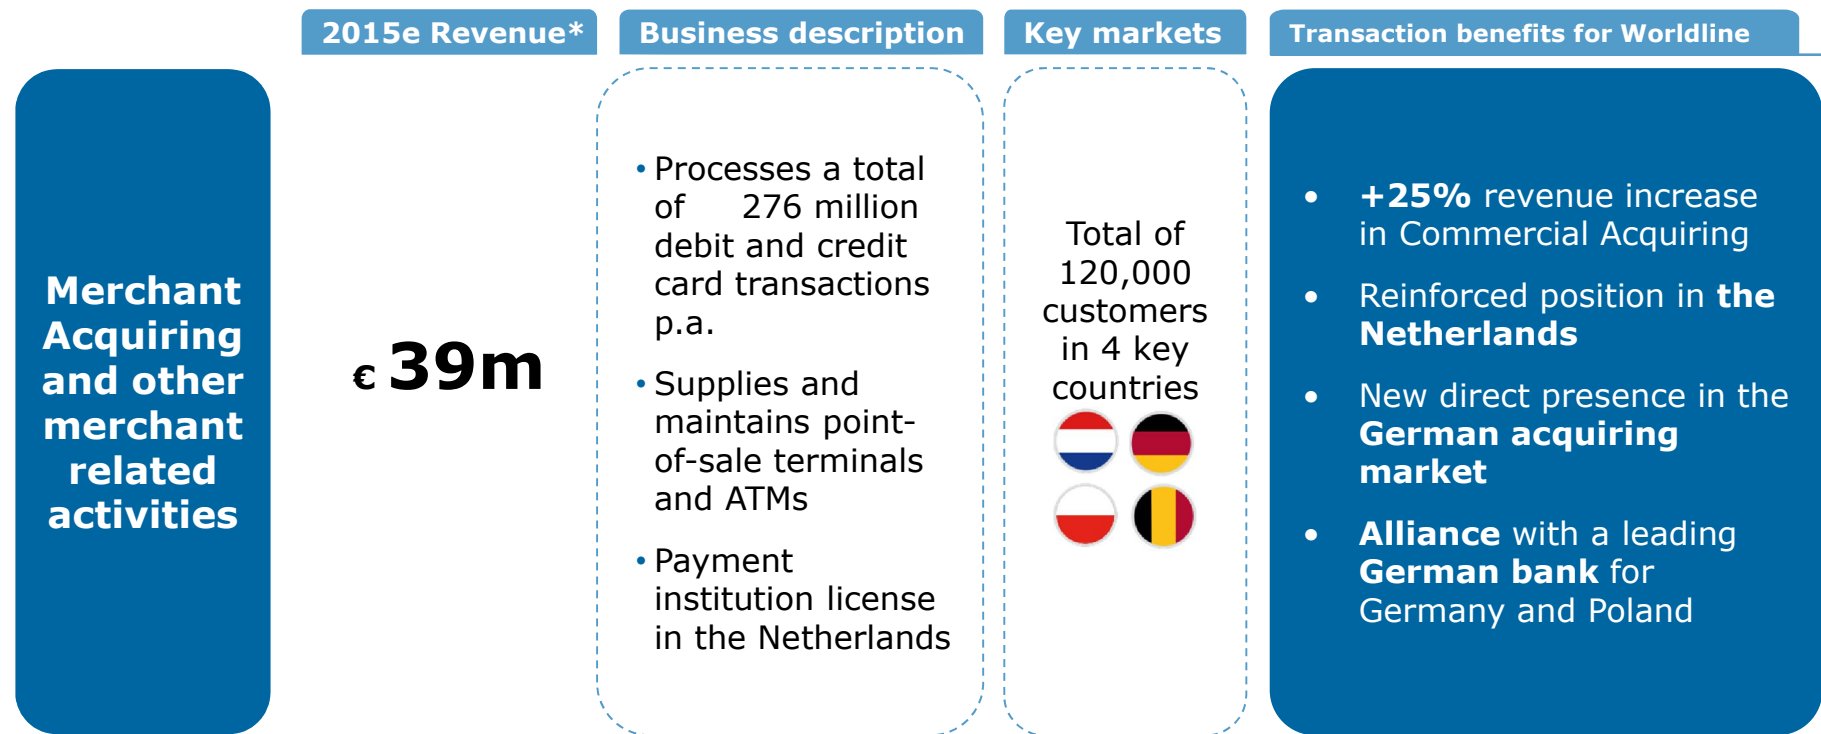 2015e Revenue*
Business description
Key markets
Transaction benefits for Worldline
Merchant
Acquiring
and other
merchant
related
activities
€ 39m
• Processes a total
of 276 million
debit and credit
card transactions
p.a.
• Supplies and
maintains point-
of-sale terminals
and ATMs
• Payment
institution license
in the Netherlands
Total of
120,000
customers
in 4 key
countries
• +25% revenue increase
in Commercial Acquiring
• Reinforced position in the
Netherlands
• New direct presence in the
German acquiring
market
• Alliance with a leading
German bank for
Germany and Poland